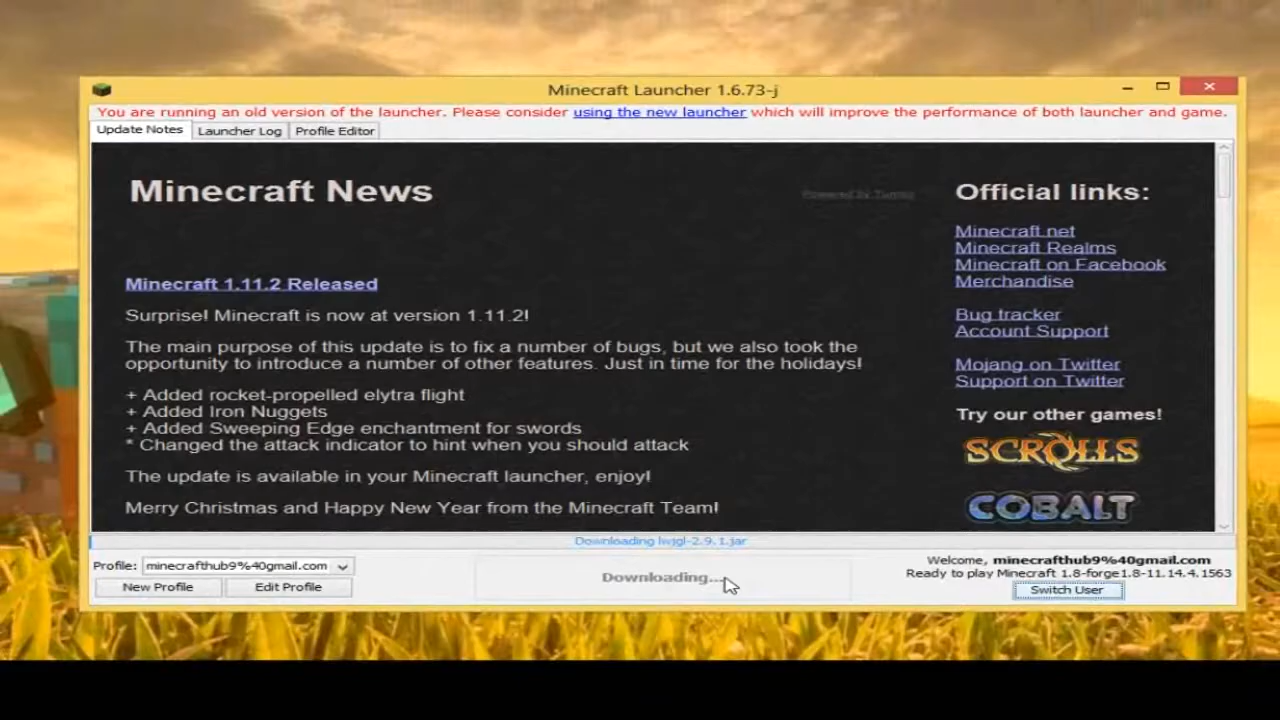 Minecraft Launcher 1.6.73-j
You are running an old version of the launcher. Please consider using the new launcher which will improve the performance of both launcher and game.
Update Notes
Launcher Log
Profile Editor
Minecraft News
Powered by Tumblr
Minecraft 1.11.2 Released
Surprise! Minecraft is now at version 1.11.2!
The main purpose of this update is to fix a number of bugs, but we also took the
opportunity to introduce a number of other features. Just in time for the holidays!
+ Added rocket-propelled elytra flight
+ Added Iron Nuggets
+ Added Sweeping Edge enchantment for swords
* Changed the attack indicator to hint when you should attack
The update is available in your Minecraft launcher, enjoy!
Merry Christmas and Happy New Year from the Minecraft Team!
Official links:
Minecraft.net
Minecraft Realms
Minecraft on Facebook
Merchandise
Bug tracker
Account Support
Mojang on Twitter
Support on Twitter
Try our other games!
SCROLLS
COBALT
Downloading lwjgl-2.9.1.jar
Profile: minecrafthub9%40gmail.com
New Profile
Edit Profile
Downloading...
Welcome, minecrafthub9%40gmail.com
Ready to play Minecraft 1.8-forge1.8-11.14.4.1563
Switch User